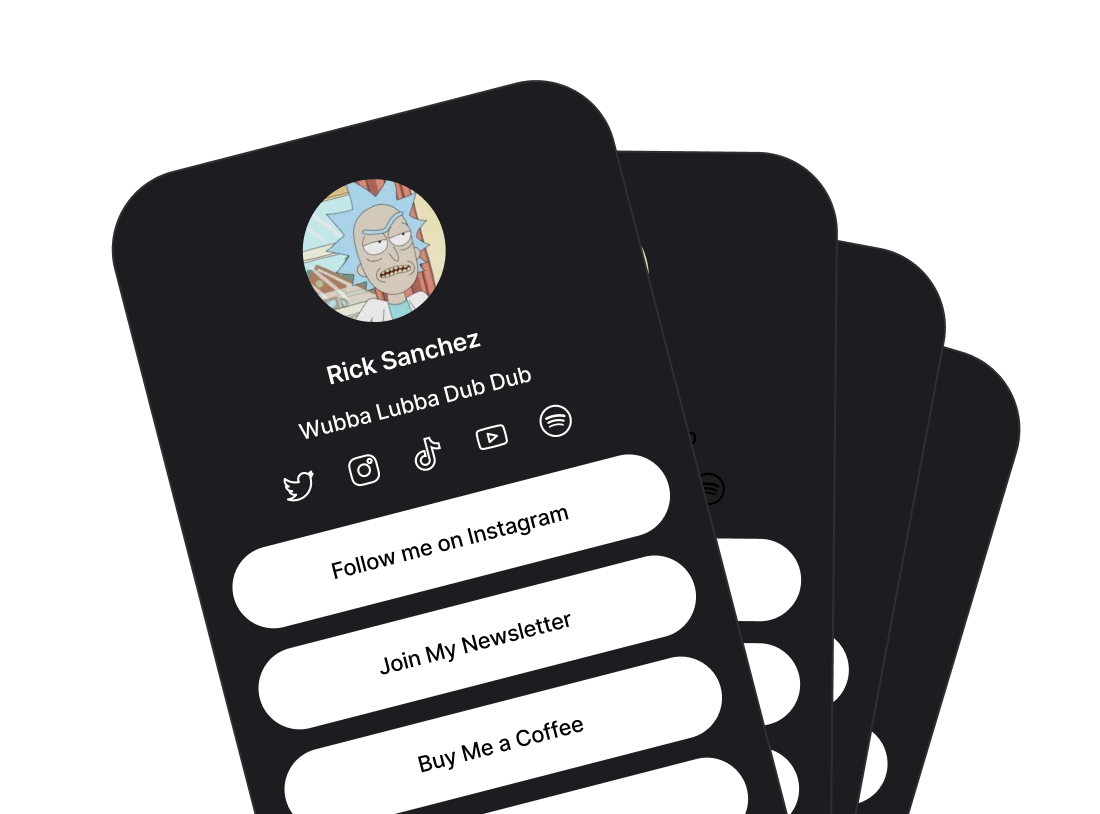 Rick Sanchez
Wubba Lubba Dub Dub
Follow me on Instagram
Join My Newsletter
Buy Me a Coffee